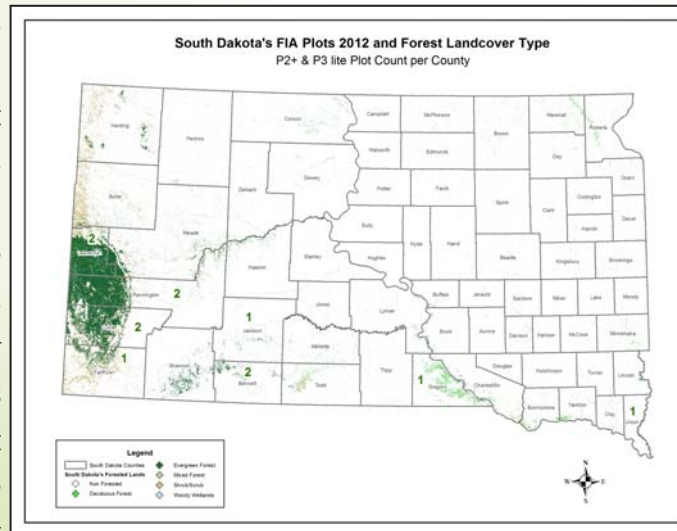 South Dakota's FIA Plots 2012 and Forest Landcover Type
P2+ & P3 lite Plot Count per County
Harding
Perkins
Corson
Campbell
McPherson
Brown
Marshall
Roberts
Walworth
Edmunds
Day
Dewey
Ziebach
Potter
Faulk
Grant
Codington
Butte
Spink
Clark
Deuel
Hamlin
Meade
Sully
Hyde
Hand
2
Lawrence
Haakon
Stanley
Hughes
Beadle
Kingsbury
Brookings
Pennington
2
Buffalo
Jerauld
Sanborn
Miner
Lake
Moody
Jones
Lyman
2
1
Jackson
Brule
Aurora
Davison
Hanson
McCook
Minnehaha
Mellette
1
Fall River
Shannon
2
Bennett
Todd
Tripp
1
Gregory
Douglas
Charles Mix
Hutchinson
Turner
Lincoln
Bon Homme
Yankton
Clay
1
Union
Legend
South Dakota Counties
South Dakota's Forested Lands
Non Forested
Deciduous Forest
Evergreen Forest
Mixed Forest
Shrub/Scrub
Woody Wetlands
N
W
E
S